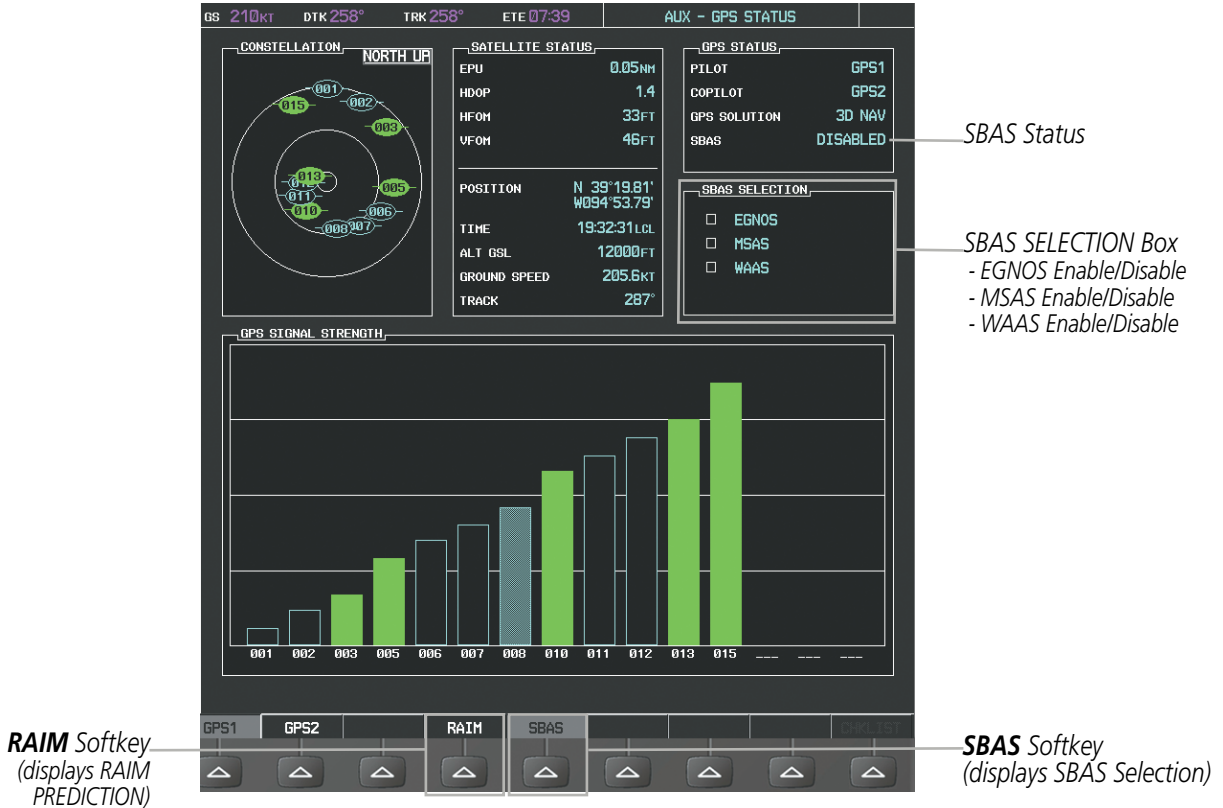 GS 210KT DTK 258° TRK 258° ETE 07:39 AUX - GPS STATUS
CONSTELLATION
NORTH UP
001
002
015
003
013
011
005
010
006
008
007
SATELLITE STATUS
EPU 0.05NM
HDOP 1.4
HFOM 33FT
VFOM 46FT
POSITION N 39°19.81'
W094°53.79'
TIME 19:32:31LCL
ALT GSL 12000FT
GROUND SPEED 205.6KT
TRACK 287°
GPS STATUS
PILOT GPS1
COPILOT GPS2
GPS SOLUTION 3D NAV
SBAS DISABLED
SBAS Status
SBAS SELECTION
EGNOS
MSAS
WAAS
SBAS SELECTION Box
- EGNOS Enable/Disable
- MSAS Enable/Disable
- WAAS Enable/Disable
GPS SIGNAL STRENGTH
001 002 003 005 006 007 008 010 011 012 013 015 ___ ___ ___
GPS1 GPS2 RAIM SBAS CHKLIST
RAIM Softkey
(displays RAIM
PREDICTION)
SBAS Softkey
(displays SBAS Selection)